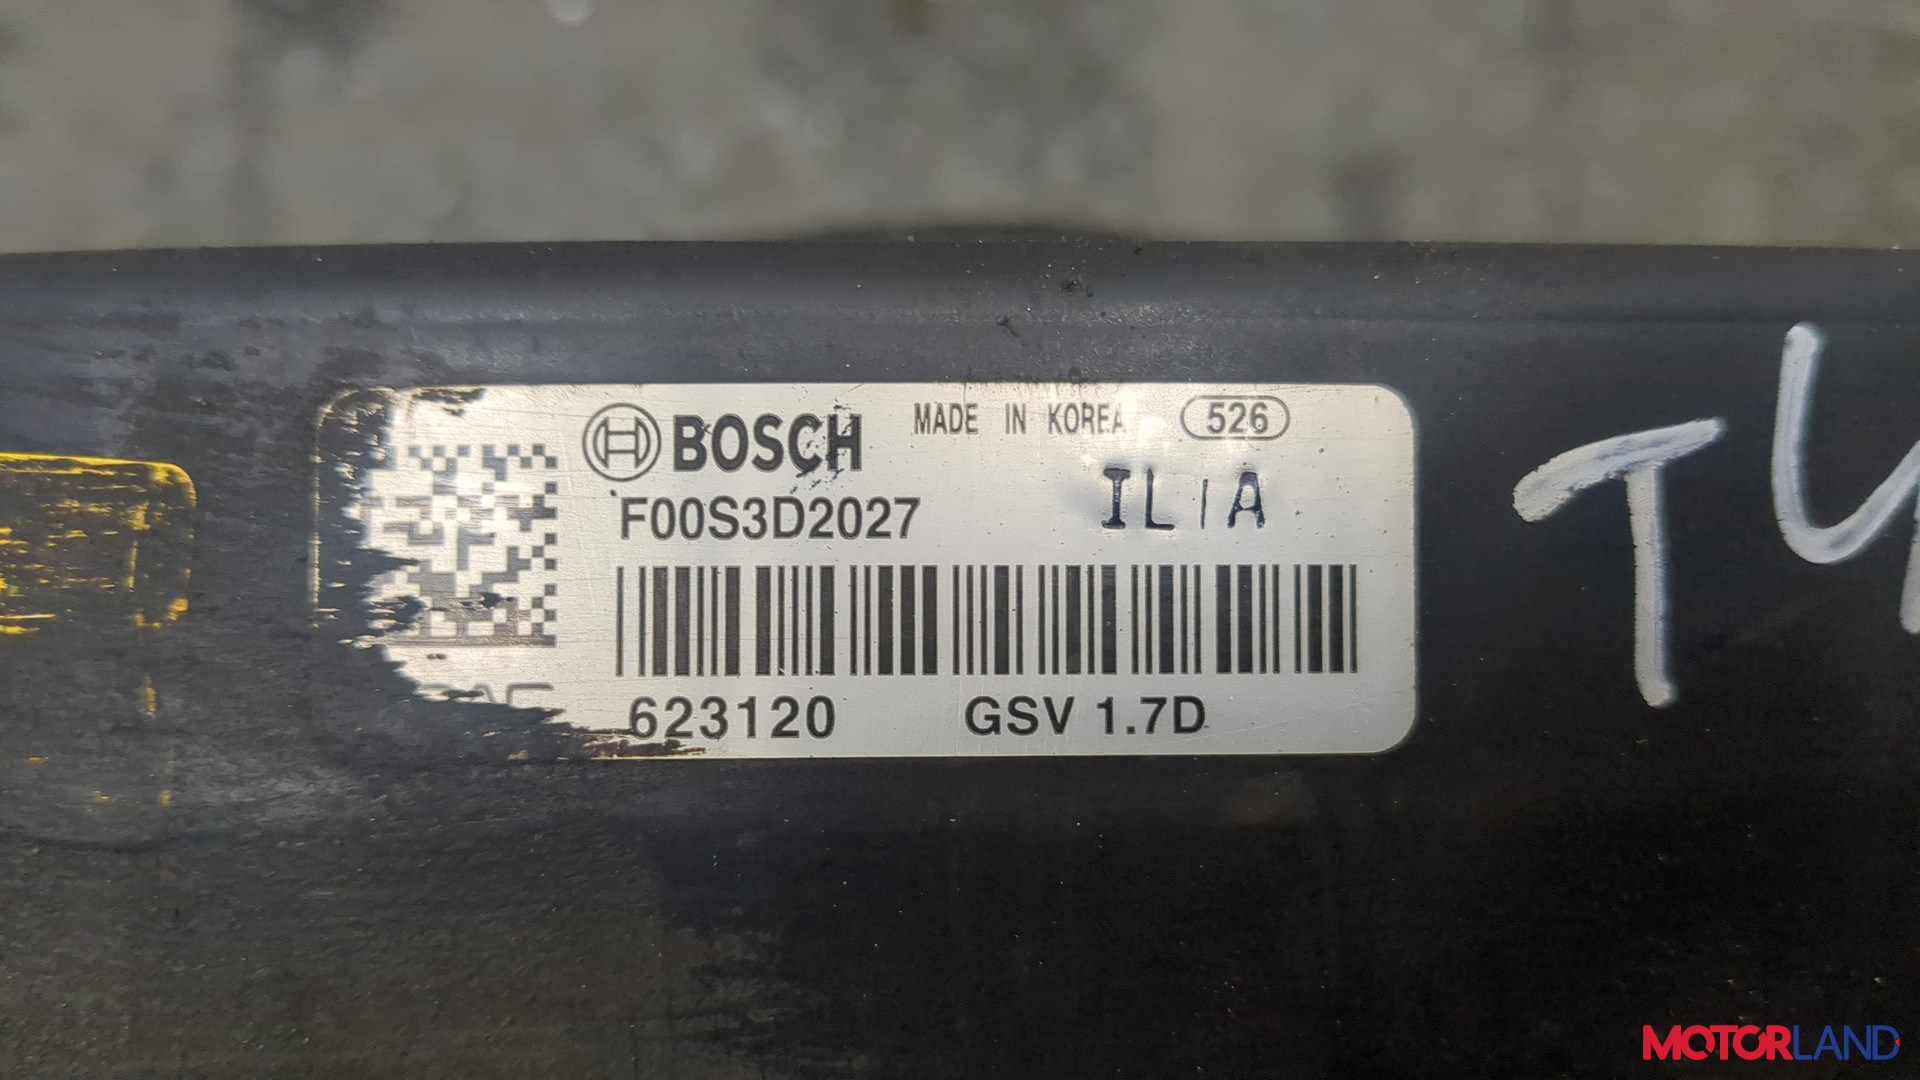 BOSCH
MADE IN KOREA 526
F00S3D2027
ILIA
623120 GSV 1.7D
T4
MOTORLAND